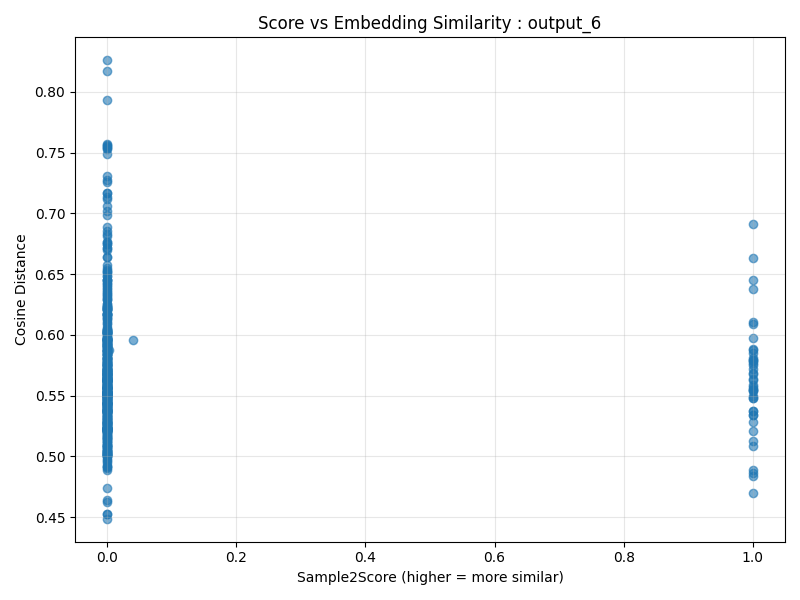 Score vs Embedding Similarity : output_6
Cosine Distance
0.80
0.75
0.70
0.65
0.60
0.55
0.50
0.45
0.0 0.2 0.4 0.6 0.8 1.0
Sample2Score (higher = more similar)